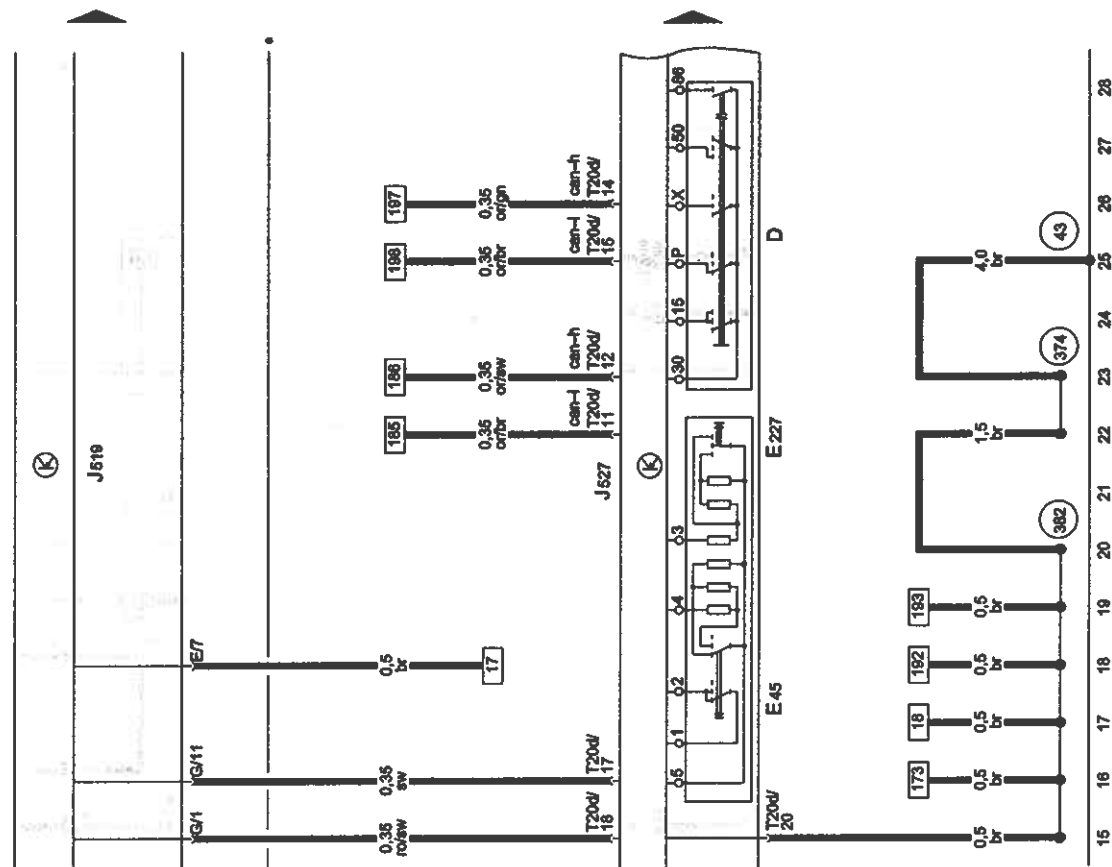 K
J519
G/1
G/11
E/7
0,35
ro/sw
0,35
sw
0,5
br
17
185
186
198
197
0,35
or/br
0,35
or/sw
0,35
or/br
0,35
or/gn
can-l
can-h
can-l
can-h
T20d/
18
T20d/
17
T20d/
11
T20d/
12
T20d/
15
T20d/
14
J527
K
5
1
2
4
3
30
15
P
X
50
86
T20d/
20
E45
E227
D
173
18
192
193
0,5
br
0,5
br
0,5
br
0,5
br
0,5
br
1,5
br
4,0
br
382
374
43
15
16
17
18
19
20
21
22
23
24
25
26
27
28